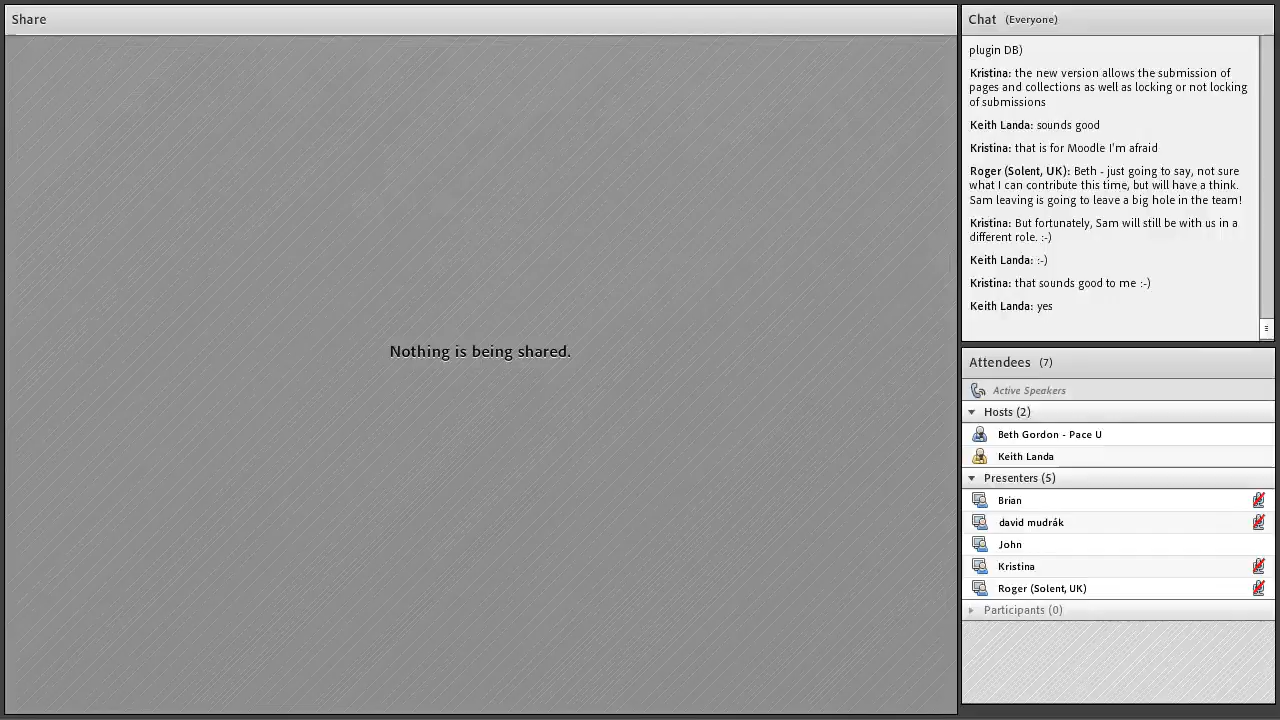 Share
Nothing is being shared.
Chat (Everyone)
plugin DB)
Kristina: the new version allows the submission of
pages and collections as well as locking or not locking
of submissions
Keith Landa: sounds good
Kristina: that is for Moodle I'm afraid
Roger (Solent, UK): Beth - just going to say, not sure
what I can contribute this time, but will have a think.
Sam leaving is going to leave a big hole in the team!
Kristina: But fortunately, Sam will still be with us in a
different role. :-)
Keith Landa: :-)
Kristina: that sounds good to me :-)
Keith Landa: yes
Attendees (7)
Active Speakers
Hosts (2)
Beth Gordon - Pace U
Keith Landa
Presenters (5)
Brian
david mudrák
John
Kristina
Roger (Solent, UK)
Participants (0)